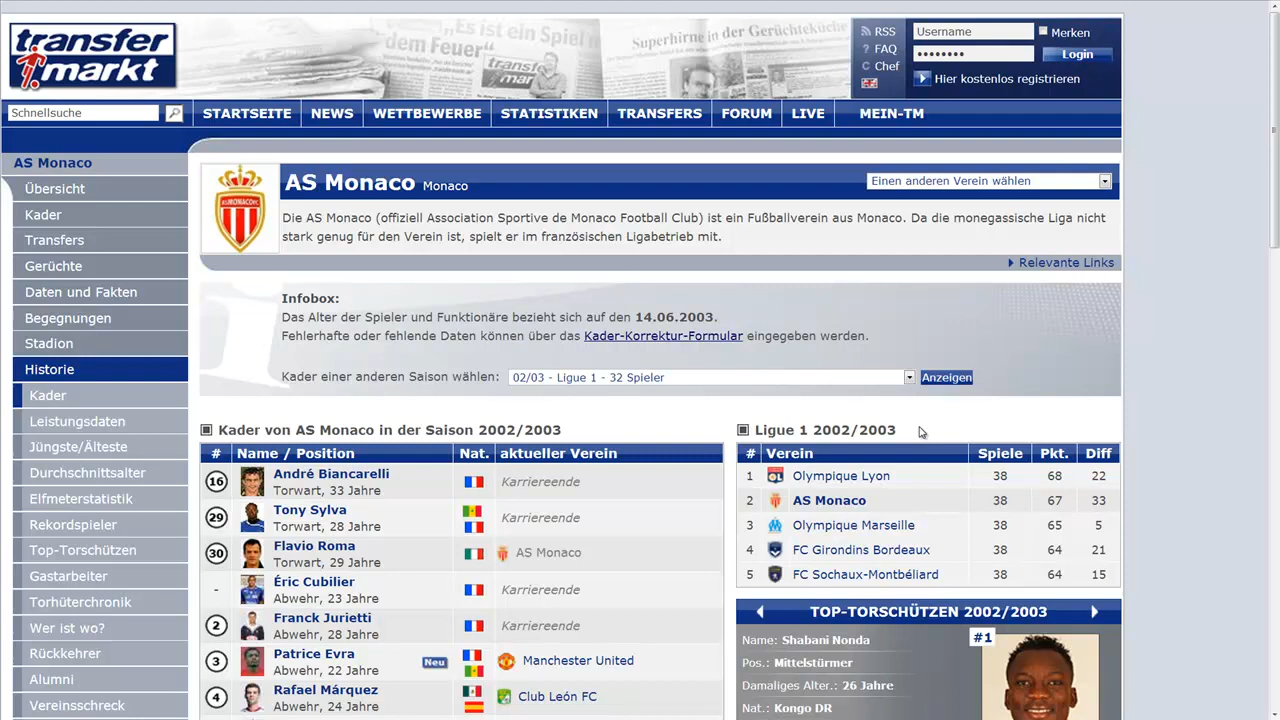 transfer
markt
"Es ist ein Spiel
dem Feuer"
Superhirne in der Gerüchteküche
RSS
FAQ
C Chef
Username
Merken
••••••••
Login
Hier kostenlos registrieren
Schnellsuche
STARTSEITE NEWS WETTBEWERBE STATISTIKEN TRANSFERS FORUM LIVE MEIN-TM
AS Monaco
Übersicht
Kader
Transfers
Gerüchte
Daten und Fakten
Begegnungen
Stadion
Historie
Kader
Leistungsdaten
Jüngste/Älteste
Durchschnittsalter
Elfmeterstatistik
Rekordspieler
Top-Torschützen
Gastarbeiter
Torhüterchronik
Wer ist wo?
Rückkehrer
Alumni
Vereinsschreck
AS MONACO FC
AS Monaco Monaco
Einen anderen Verein wählen
Die AS Monaco (offiziell Association Sportive de Monaco Football Club) ist ein Fußballverein aus Monaco. Da die monegassische Liga nicht
stark genug für den Verein ist, spielt er im französischen Ligabetrieb mit.
Relevante Links
Infobox:
Das Alter der Spieler und Funktionäre bezieht sich auf den 14.06.2003.
Fehlerhafte oder fehlende Daten können über das Kader-Korrektur-Formular eingegeben werden.
Kader einer anderen Saison wählen: 02/03 - Ligue 1 - 32 Spieler Anzeigen
Kader von AS Monaco in der Saison 2002/2003
# Name / Position Nat. aktueller Verein
16 André Biancarelli Karriereende
Torwart, 33 Jahre
29 Tony Sylva Karriereende
Torwart, 28 Jahre
30 Flavio Roma AS Monaco
Torwart, 29 Jahre
- Éric Cubilier Karriereende
Abwehr, 23 Jahre
2 Franck Jurietti Karriereende
Abwehr, 28 Jahre
3 Patrice Evra Neu Manchester United
Abwehr, 22 Jahre
4 Rafael Márquez Club León FC
Abwehr, 24 Jahre
Ligue 1 2002/2003
# Verein Spiele Pkt. Diff
1 Olympique Lyon 38 68 22
2 AS Monaco 38 67 33
3 Olympique Marseille 38 65 5
4 FC Girondins Bordeaux 38 64 21
5 FC Sochaux-Montbéliard 38 64 15
TOP-TORSCHÜTZEN 2002/2003
Name: Shabani Nonda
Pos.: Mittelstürmer
Damaliges Alter.: 26 Jahre
Nat.: Kongo DR
#1